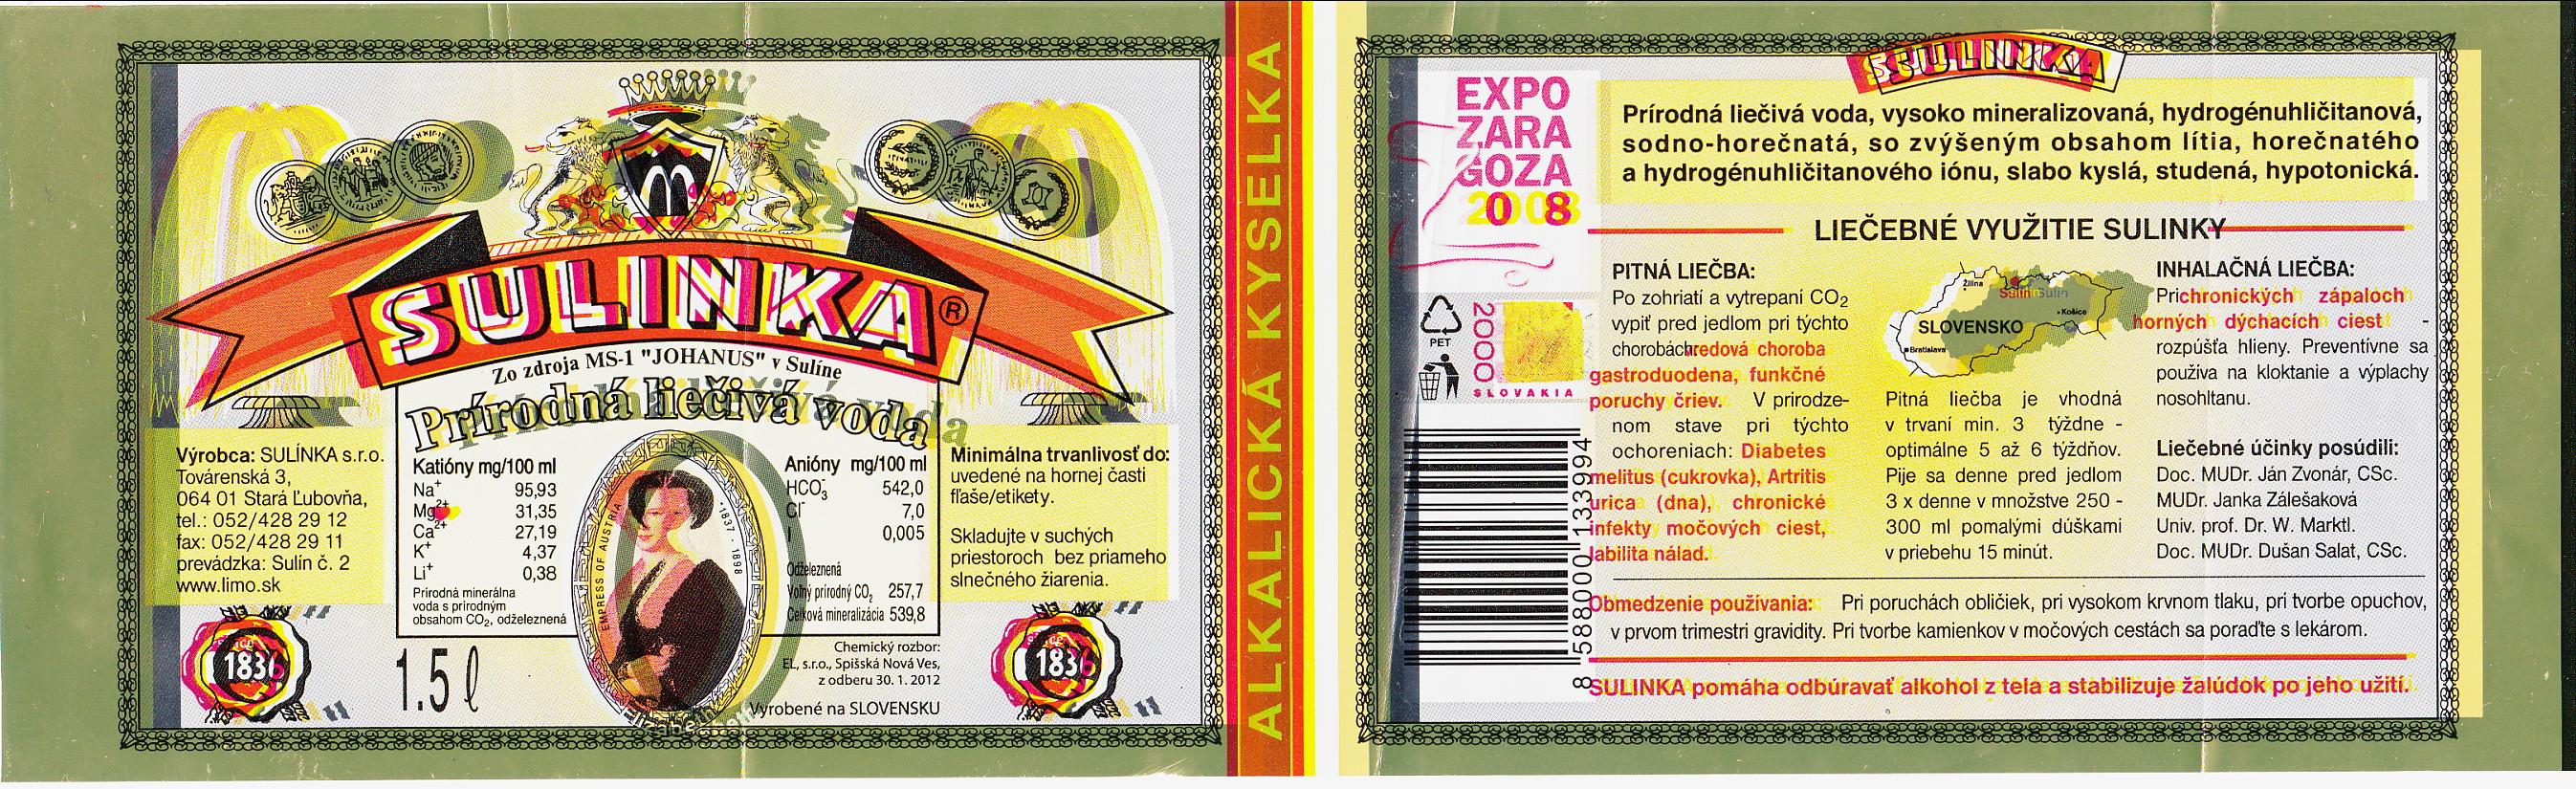 SULINKA®
Zo zdroja MS-1 "JOHANUS" v Sulíne
Prírodná liečivá voda
Výrobca: SULÍNKA s.r.o.
Továrenská 3,
064 01 Stará Ľubovňa,
tel.: 052/428 29 12
fax: 052/428 29 11
prevádzka: Sulín č. 2
www.limo.sk
1836
Katióny mg/100 ml
Na+ 95,93
Mg2+ 31,35
Ca2+ 27,19
K+ 4,37
Li+ 0,38
Prírodná minerálna
voda s prírodným
obsahom CO2, odželeznená
1.5 ℓ
EMPRESS OF AUSTRIA
·1837 - 1898
Anióny mg/100 ml
HCO3- 542,0
Cl- 7,0
I- 0,005
Odželeznená
Voľný prírodný CO2 257,7
Celková mineralizácia 539,8
Chemický rozbor:
EL, s.r.o., Spišská Nová Ves,
z odberu 30. 1. 2012
Vyrobené na SLOVENSKU
Minimálna trvanlivosť do:
uvedené na hornej časti
fľaše/etikety.
Skladujte v suchých
priestoroch bez priameho
slnečného žiarenia.
1836
ALKALICKÁ KYSELKA
SULINKA
EXPO
ZARA
GOZA
2008
PET
2000
SLOVAKIA
8 588000 133994
Prírodná liečivá voda, vysoko mineralizovaná, hydrogénuhličitanová,
sodno-horečnatá, so zvýšeným obsahom lítia, horečnatého
a hydrogénuhličitanového iónu, slabo kyslá, studená, hypotonická.
LIEČEBNÉ VYUŽITIE SULINKY
PITNÁ LIEČBA:
Po zohriatí a vytrepaní CO2
vypiť pred jedlom pri týchto
chorobách: vredová choroba
gastroduodena, funkčné
poruchy čriev. V prirodze-
nom stave pri týchto
ochoreniach: Diabetes
melitus (cukrovka), Artritis
urica (dna), chronické
infekty močových ciest,
labilita nálad.
Žilina
Sulín
SLOVENSKO
Košice
Bratislava
Pitná liečba je vhodná
v trvaní min. 3 týždne -
optimálne 5 až 6 týždňov.
Pije sa denne pred jedlom
3 x denne v množstve 250 -
300 ml pomalými dúškami
v priebehu 15 minút.
INHALAČNÁ LIEČBA:
Pri chronických zápaloch
horných dýchacích ciest -
rozpúšťa hlieny. Preventívne sa
používa na kloktanie a výplachy
nosohltanu.
Liečebné účinky posúdili:
Doc. MUDr. Ján Zvonár, CSc.
MUDr. Janka Zálešaková
Univ. prof. Dr. W. Marktl.
Doc. MUDr. Dušan Salat, CSc.
Obmedzenie používania: Pri poruchách obličiek, pri vysokom krvnom tlaku, pri tvorbe opuchov,
v prvom trimestri gravidity. Pri tvorbe kamienkov v močových cestách sa poraďte s lekárom.
SULINKA pomáha odbúravať alkohol z tela a stabilizuje žalúdok po jeho užití.